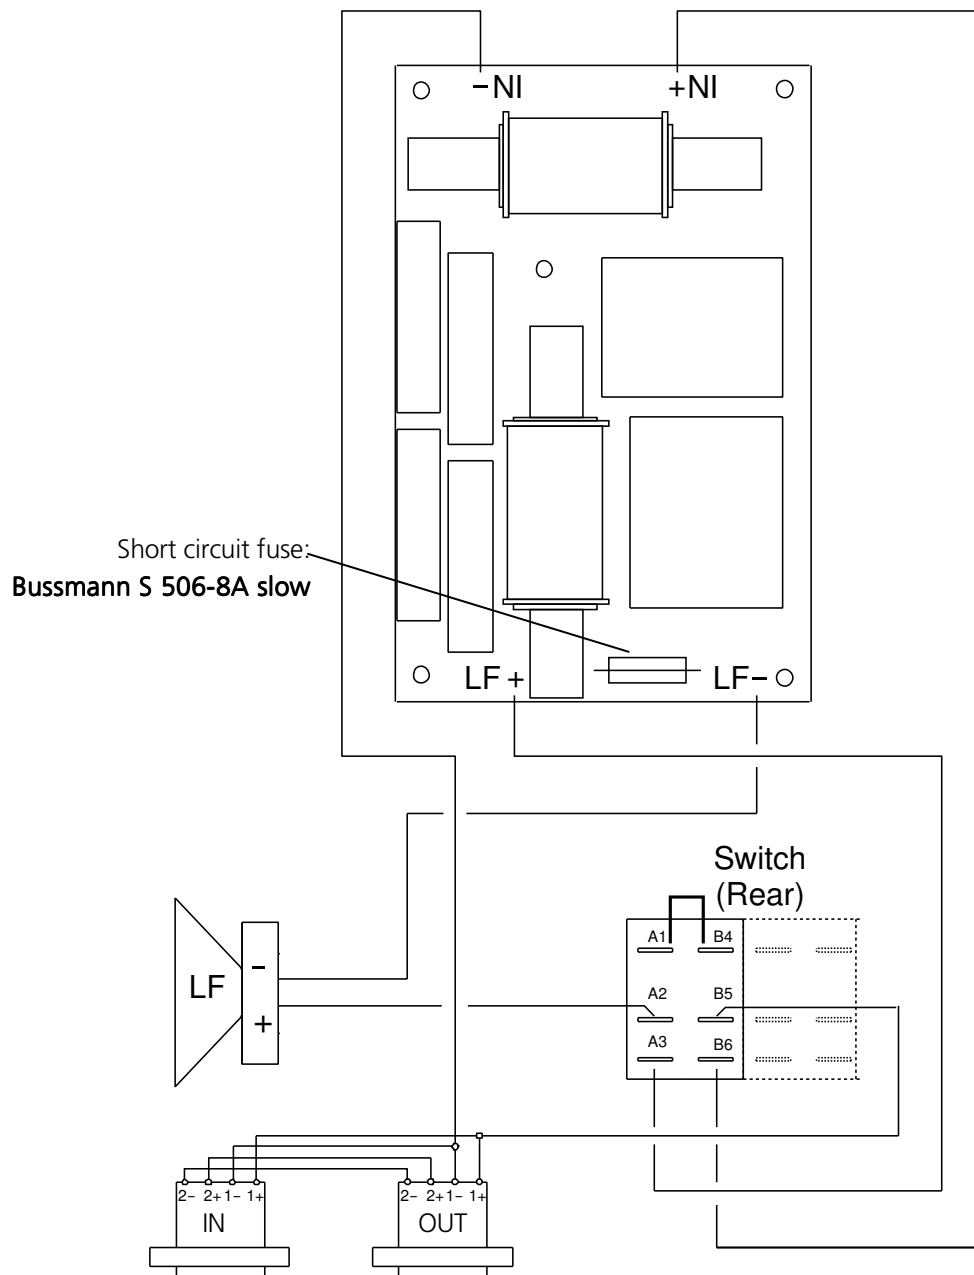 −NI +NI
Short circuit fuse:
Bussmann S 506-8A slow
LF + LF−
Switch
(Rear)
A1 B4
A2 B5
A3 B6
LF
−
+
2− 2+ 1− 1+
IN
2− 2+ 1− 1+
OUT